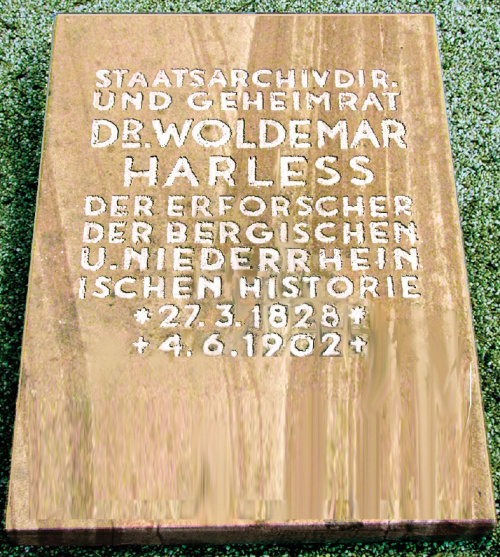 STAATSARCHIVDIR.
UND GEHEIMRAT
DR. WOLDEMAR
HARLESS
DER ERFORSCHER
DER BERGISCHEN
U. NIEDERRHEIN
ISCHEN HISTORIE
* 27. 3. 1828 *
+ 4. 6. 1902 +